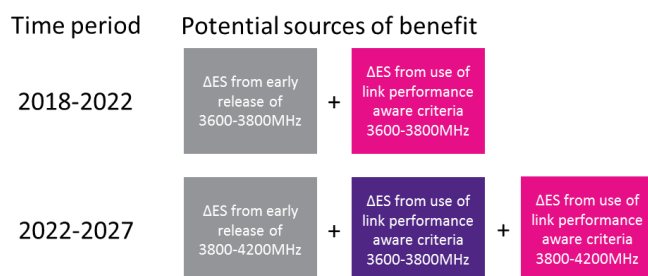 Time period
Potential sources of benefit
2018-2022
ΔES from early
release of
3600-3800MHz
+
ΔES from use of
link performance
aware criteria
3600-3800MHz
2022-2027
ΔES from early
release of
3800-4200MHz
+
ΔES from use of
link performance
aware criteria
3600-3800MHz
+
ΔES from use of
link performance
aware criteria
3800-4200MHz